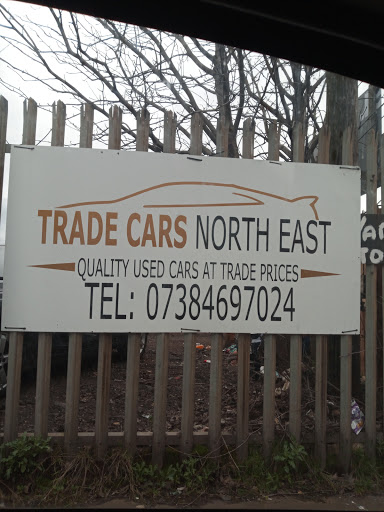 TRADE CARS NORTH EAST
QUALITY USED CARS AT TRADE PRICES
TEL: 07384697024